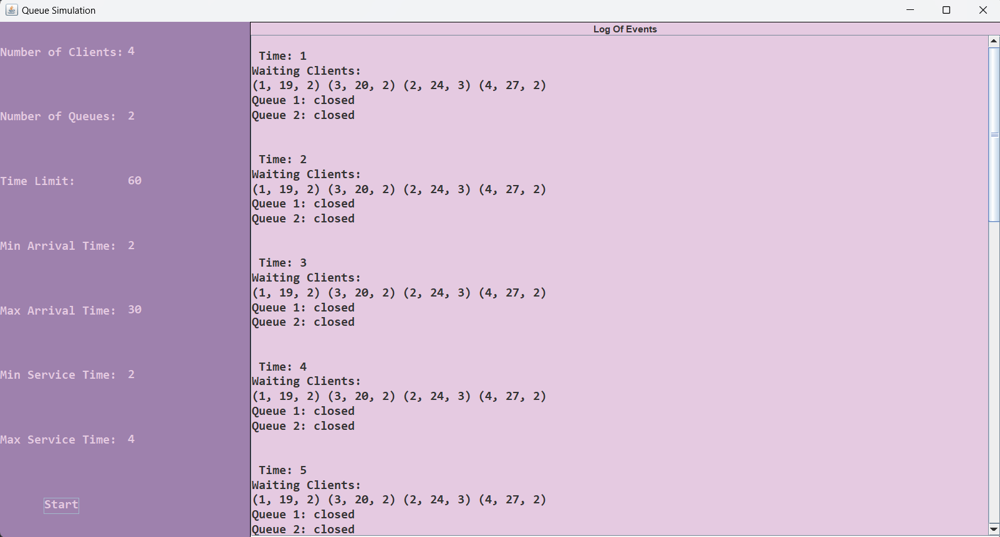 Queue Simulation
Number of Clients: 4
Number of Queues: 2
Time Limit: 60
Min Arrival Time: 2
Max Arrival Time: 30
Min Service Time: 2
Max Service Time: 4
Start
Log Of Events
Time: 1
Waiting Clients:
(1, 19, 2) (3, 20, 2) (2, 24, 3) (4, 27, 2)
Queue 1: closed
Queue 2: closed
Time: 2
Waiting Clients:
(1, 19, 2) (3, 20, 2) (2, 24, 3) (4, 27, 2)
Queue 1: closed
Queue 2: closed
Time: 3
Waiting Clients:
(1, 19, 2) (3, 20, 2) (2, 24, 3) (4, 27, 2)
Queue 1: closed
Queue 2: closed
Time: 4
Waiting Clients:
(1, 19, 2) (3, 20, 2) (2, 24, 3) (4, 27, 2)
Queue 1: closed
Queue 2: closed
Time: 5
Waiting Clients:
(1, 19, 2) (3, 20, 2) (2, 24, 3) (4, 27, 2)
Queue 1: closed
Queue 2: closed